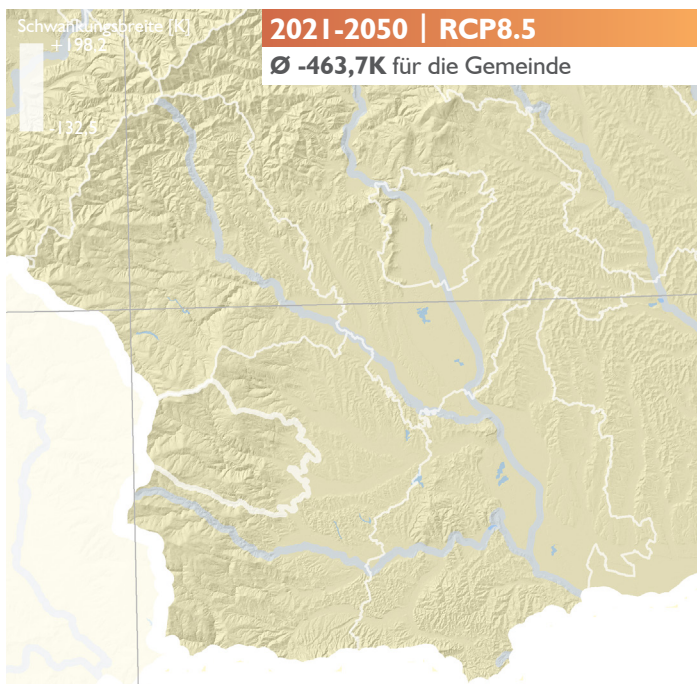 Schwankungsbreite [K]
+198,2
-132,5
2021-2050 | RCP8.5
Ø -463,7K für die Gemeinde